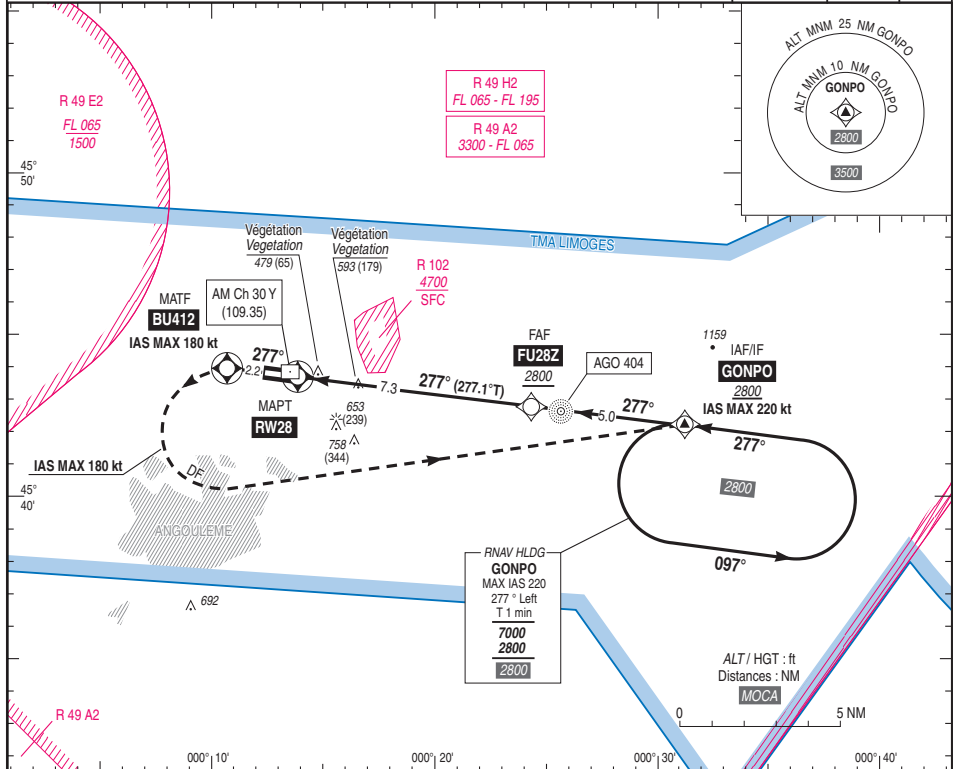 R 49 E2
FL 065
1500
R 49 H2
FL 065 - FL 195
R 49 A2
3300 - FL 065
ALT MNM 25 NM GONPO
ALT MNM 10 NM GONPO
GONPO
2800
3500
45°
50'
TMA LIMOGES
Végétation
Vegetation
479 (65)
Végétation
Vegetation
593 (179)
R 102
4700
SFC
AM Ch 30 Y
(109.35)
MATF
BU412
IAS MAX 180 kt
277°
2.2
7.3
277° (277.1°T)
FAF
FU28Z
2800
AGO 404
5.0
277°
1159
IAF/IF
GONPO
2800
IAS MAX 220 kt
277°
MAPT
RW28
653
(239)
758
(344)
IAS MAX 180 kt
DF
45°
40'
ANGOULEME
2800
097°
RNAV HLDG
GONPO
MAX IAS 220
277 ° Left
T 1 min
7000
2800
2800
692
ALT / HGT : ft
Distances : NM
MOCA
0
5 NM
R 49 A2
000° 10'
000° 20'
000° 30'
000° 40'